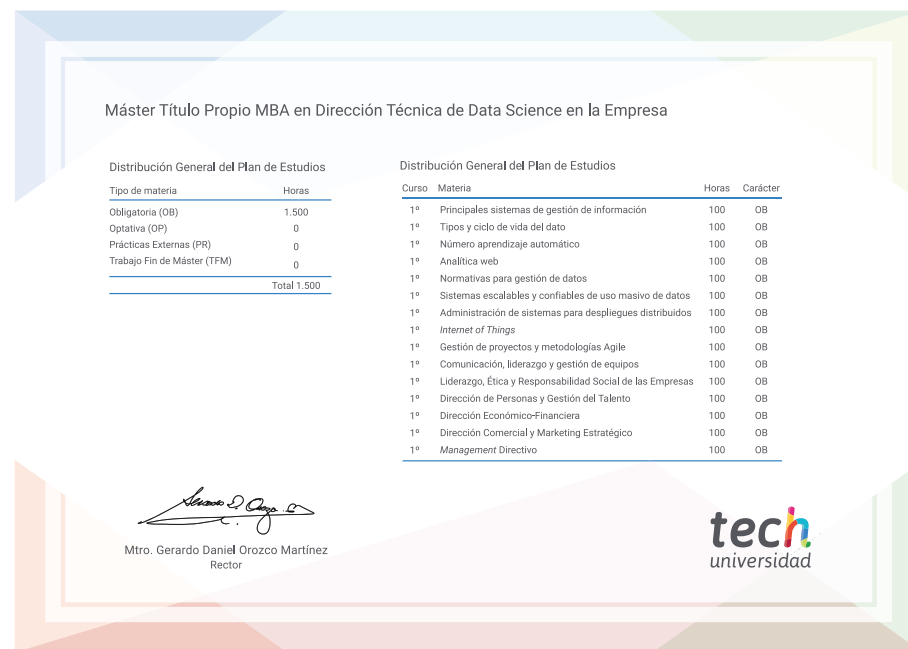 Máster Título Propio MBA en Dirección Técnica de Data Science en la Empresa
Distribución General del Plan de Estudios
Tipo de materia Horas
Obligatoria (OB) 1.500
Optativa (OP) 0
Prácticas Externas (PR) 0
Trabajo Fin de Máster (TFM) 0
Total 1.500
Distribución General del Plan de Estudios
Curso Materia Horas Carácter
1º Principales sistemas de gestión de información 100 OB
1º Tipos y ciclo de vida del dato 100 OB
1º Número aprendizaje automático 100 OB
1º Analítica web 100 OB
1º Normativas para gestión de datos 100 OB
1º Sistemas escalables y confiables de uso masivo de datos 100 OB
1º Administración de sistemas para despliegues distribuidos 100 OB
1º Internet of Things 100 OB
1º Gestión de proyectos y metodologías Agile 100 OB
1º Comunicación, liderazgo y gestión de equipos 100 OB
1º Liderazgo, Ética y Responsabilidad Social de las Empresas 100 OB
1º Dirección de Personas y Gestión del Talento 100 OB
1º Dirección Económico-Financiera 100 OB
1º Dirección Comercial y Marketing Estratégico 100 OB
1º Management Directivo 100 OB
Mtro. Gerardo Daniel Orozco Martínez
Rector
tech
universidad